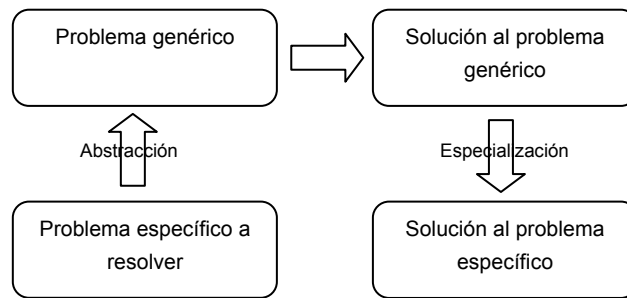 Problema genérico
Solución al problema
genérico
Abstracción
Especialización
Problema específico a
resolver
Solución al problema
específico